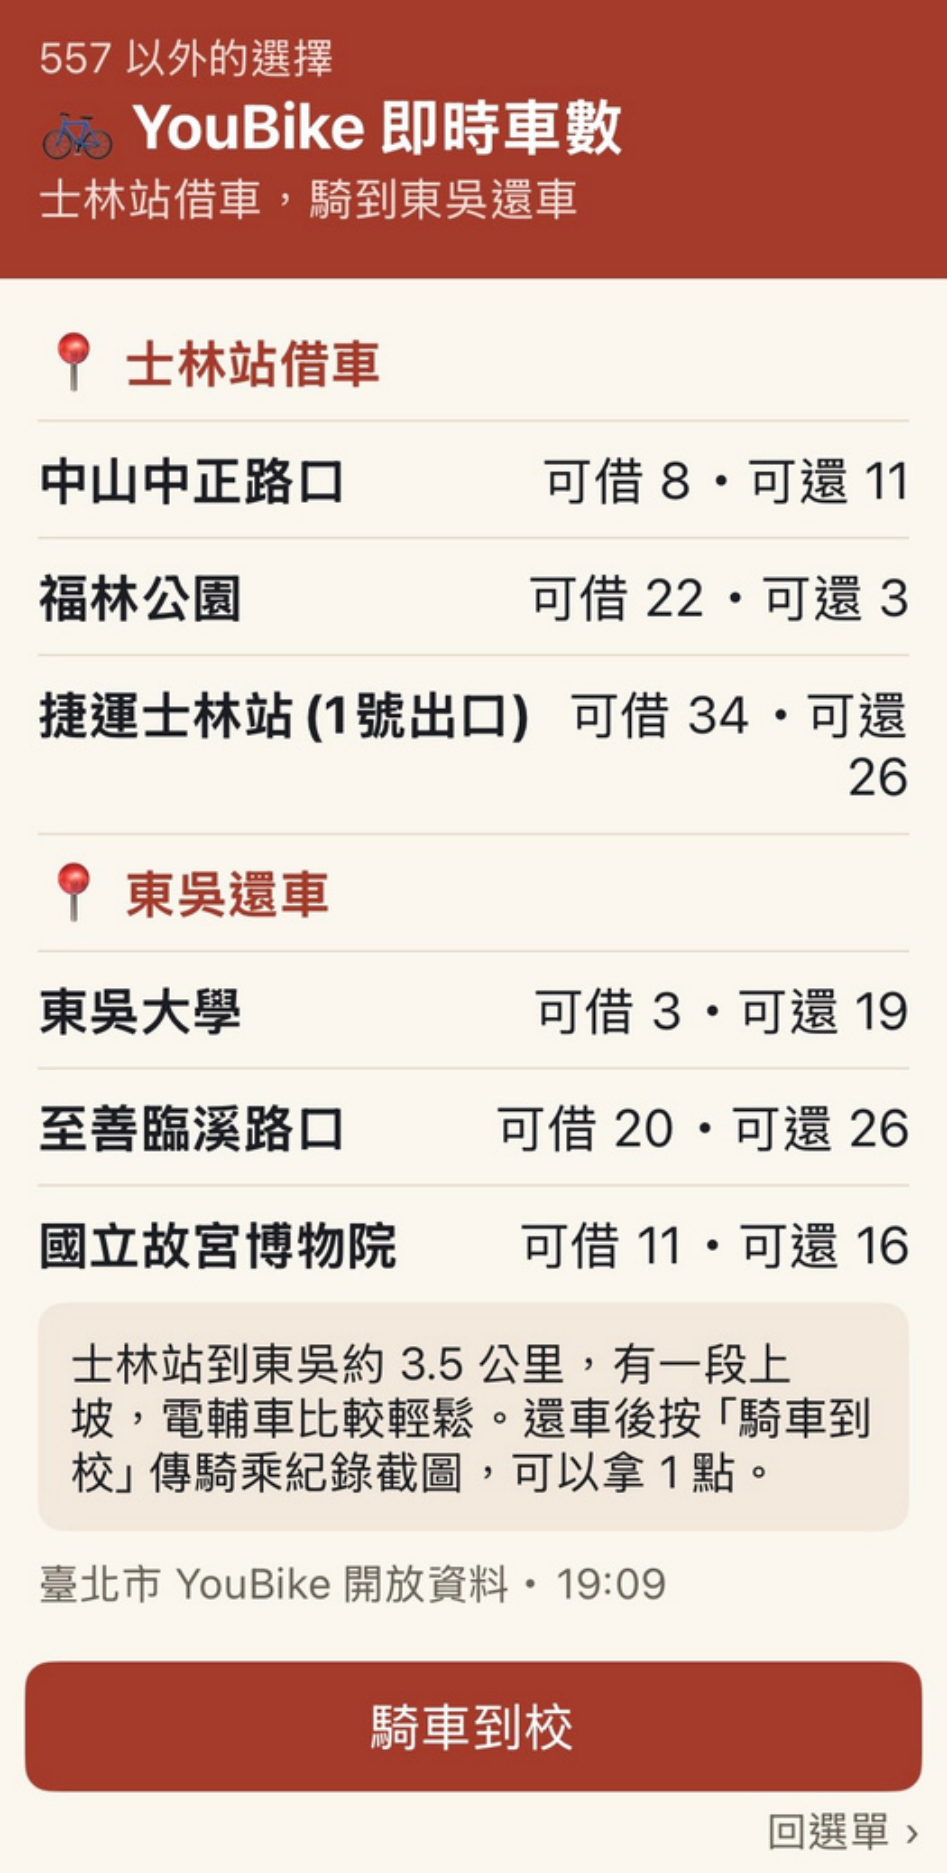 557 以外的選擇
YouBike 即時車數
士林站借車，騎到東吳還車
士林站借車
中山中正路口 可借 8・可還 11
福林公園 可借 22・可還 3
捷運士林站 (1號出口) 可借 34・可還
26
東吳還車
東吳大學 可借 3・可還 19
至善臨溪路口 可借 20・可還 26
國立故宮博物院 可借 11・可還 16
士林站到東吳約 3.5 公里，有一段上
坡，電輔車比較輕鬆。還車後按「騎車到
校」傳騎乘紀錄截圖，可以拿 1 點。
臺北市 YouBike 開放資料・19:09
騎車到校
回選單 ›